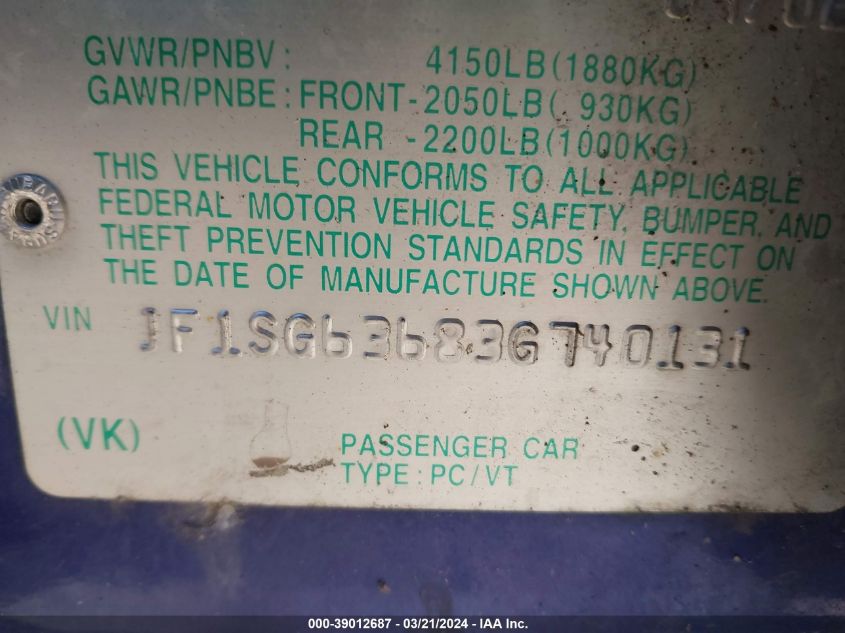 GVWR/PNBV : 4150LB(1880KG)
GAWR/PNBE : FRONT-2050LB( 930KG)
REAR -2200LB(1000KG)
THIS VEHICLE CONFORMS TO ALL APPLICABLE
FEDERAL MOTOR VEHICLE SAFETY, BUMPER, AND
THEFT PREVENTION STANDARDS IN EFFECT ON
THE DATE OF MANUFACTURE SHOWN ABOVE.
VIN JF1SG63683G740131
(VK)
PASSENGER CAR
TYPE : PC/VT
000-39012687 - 03/21/2024 - IAA Inc.